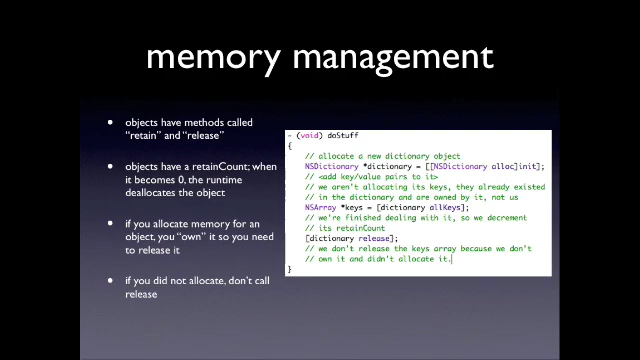 memory management
• objects have methods called
"retain" and "release"
• objects have a retainCount; when
it becomes 0, the runtime
deallocates the object
• if you allocate memory for an
object, you "own" it so you need
to release it
• if you did not allocate, don't call
release
- (void) doStuff
{
// allocate a new dictionary object
NSDictionary *dictionary = [[NSDictionary alloc]init];
// <add key/value pairs to it>
// we aren't allocating its keys, they already existed
// in the dictionary and are owned by it, not us
NSArray *keys = [dictionary allKeys];
// we're finished dealing with it, so we decrement
// its retainCount
[dictionary release];
// we don't release the keys array because we don't
// own it and didn't allocate it.
}